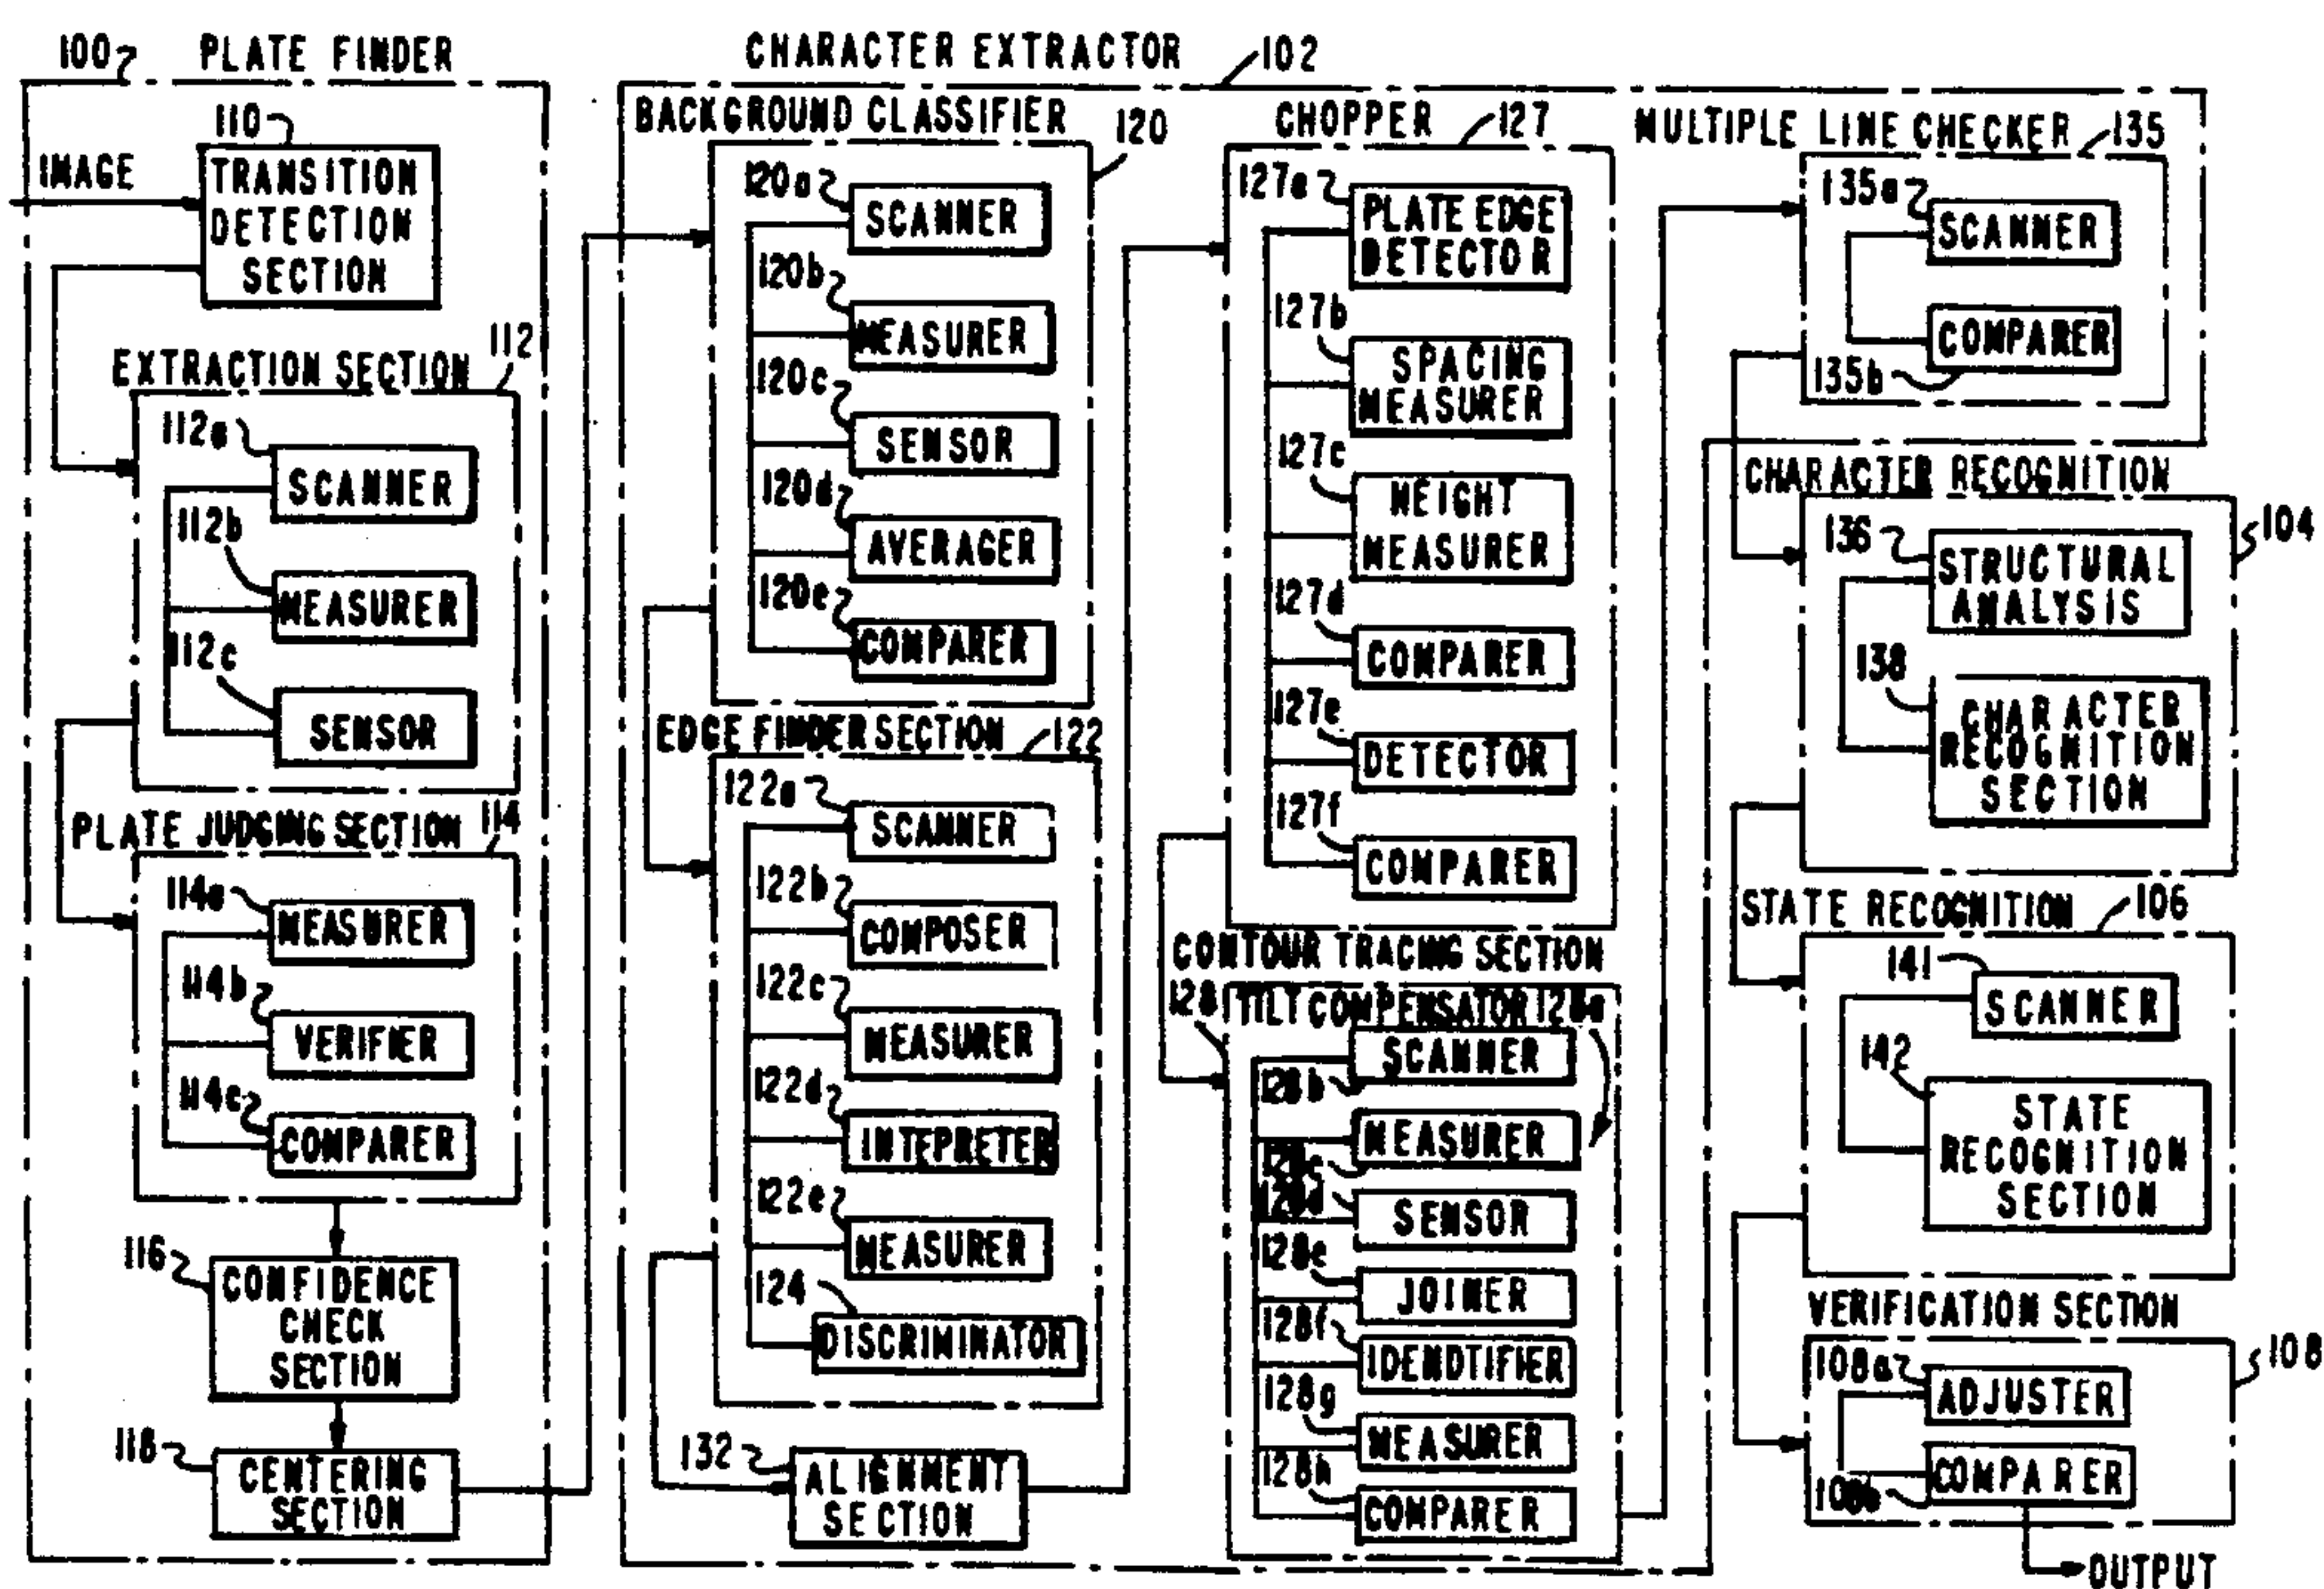 100
PLATE FINDER
110
IMAGE
TRANSITION
DETECTION
SECTION
EXTRACTION SECTION
112
112a
SCANNER
112b
MEASURER
112c
SENSOR
PLATE JUDGING SECTION
114
114a
MEASURER
114b
VERIFIER
114c
COMPARER
116
CONFIDENCE
CHECK
SECTION
118
CENTERING
SECTION
CHARACTER EXTRACTOR
102
BACKGROUND CLASSIFIER
120
120a
SCANNER
120b
MEASURER
120c
SENSOR
120d
AVERAGER
120e
COMPARER
EDGE FINDER SECTION
122
122a
SCANNER
122b
COMPOSER
122c
MEASURER
122d
INTEPRETER
122e
MEASURER
124
DISCRIMINATOR
132
ALIGNMENT
SECTION
CHOPPER
127
127a
PLATE EDGE
DETECTOR
127b
SPACING
MEASURER
127c
HEIGHT
MEASURER
127d
COMPARER
127e
DETECTOR
127f
COMPARER
CONTOUR TRACING SECTION
128
TILT COMPENSATOR
128a
SCANNER
128b
MEASURER
128c
128d
SENSOR
128e
JOINER
128f
IDENDTIFIER
128g
MEASURER
128h
COMPARER
MULTIPLE LINE CHECKER
135
135a
SCANNER
COMPARER
135b
CHARACTER RECOGNITION
104
136
STRUCTURAL
ANALYSIS
138
CHARACTER
RECOGNITION
SECTION
STATE RECOGNITION
106
141
SCANNER
142
STATE
RECOGNITION
SECTION
VERIFICATION SECTION
108
108a
ADJUSTER
COMPARER
108b
OUTPUT